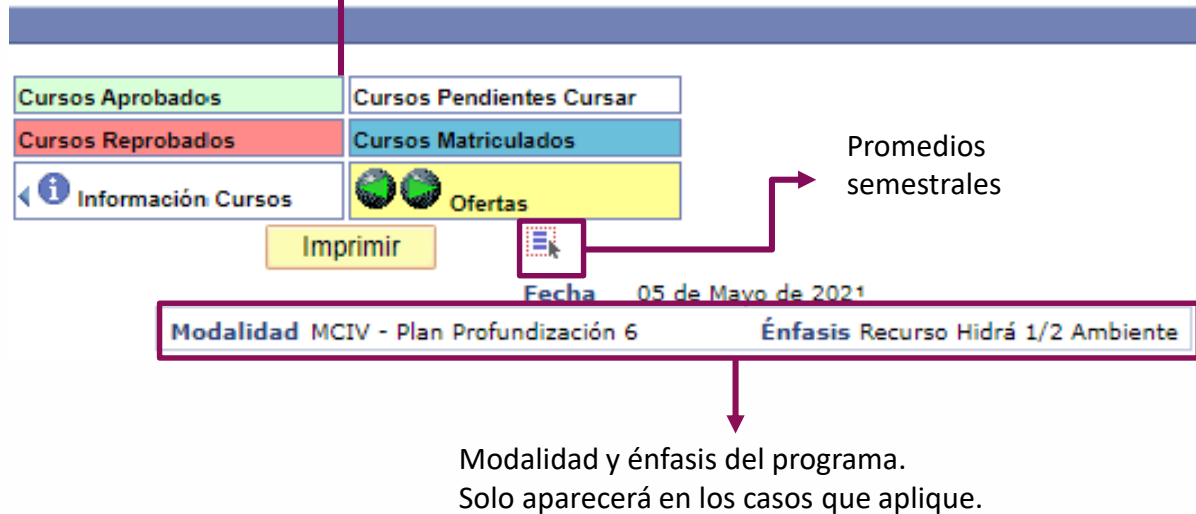 Cursos Aprobados
Cursos Pendientes Cursar
Cursos Reprobados
Cursos Matriculados
Información Cursos
Ofertas
Promedios
semestrales
Imprimir
Fecha 05 de Mayo de 2021
Modalidad MCIV - Plan Profundización 6 Énfasis Recurso Hidrá 1/2 Ambiente
Modalidad y énfasis del programa.
Solo aparecerá en los casos que aplique.